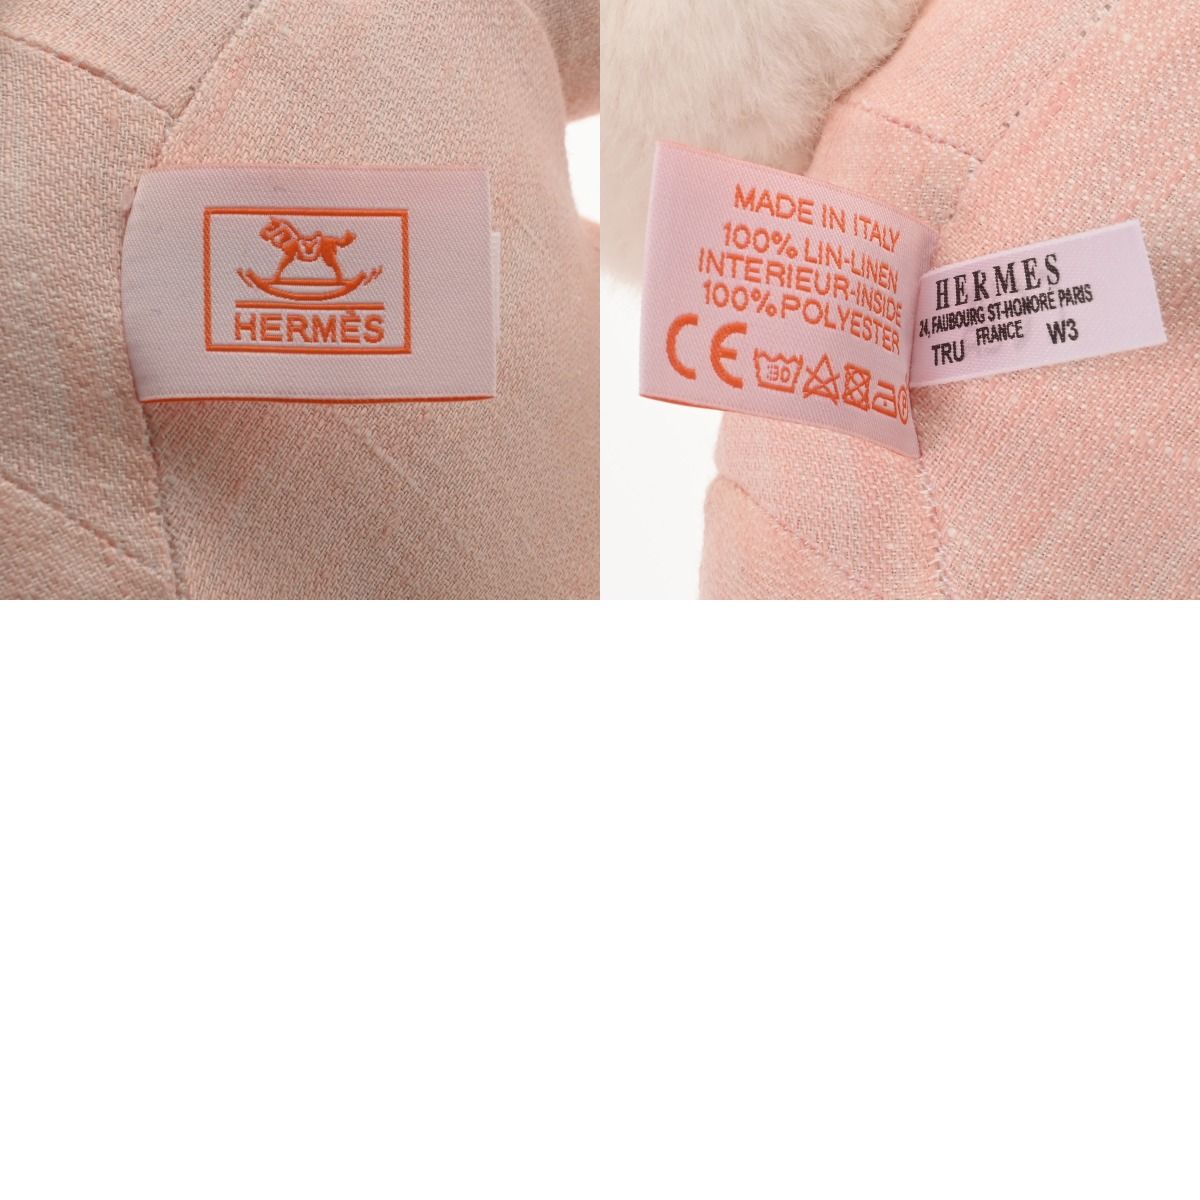 HERMÈS
MADE IN ITALY
100% LIN-LINEN
INTERIEUR-INSIDE
100% POLYESTER
CE
30
HERMES
24, FAUBOURG ST-HONORÉ PARIS
FRANCE
TRU W3